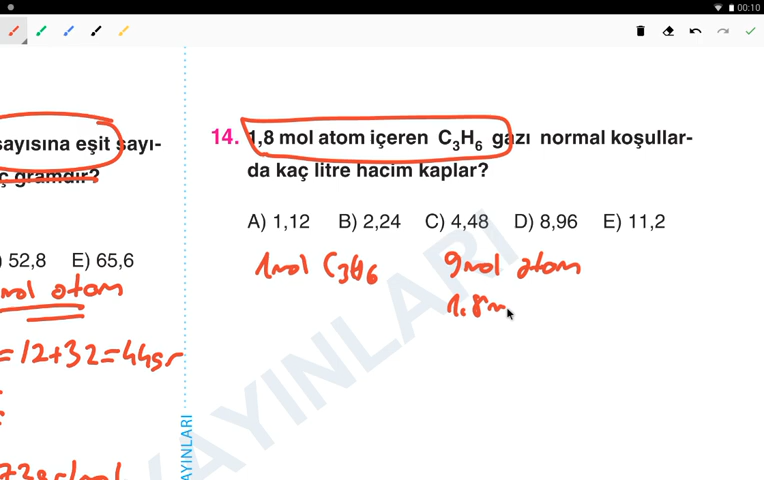 00:10
sayısına eşit sayı-
ç gramdır?
52,8 E) 65,6
mol atom
= 12+32=44gr
14. 1,8 mol atom içeren C₃H₆ gazı normal koşullar-
da kaç litre hacim kaplar?
A) 1,12 B) 2,24 C) 4,48 D) 8,96 E) 11,2
1mol C3H6 9mol atom
1.8m
YAYINLARI
YAYINLARI